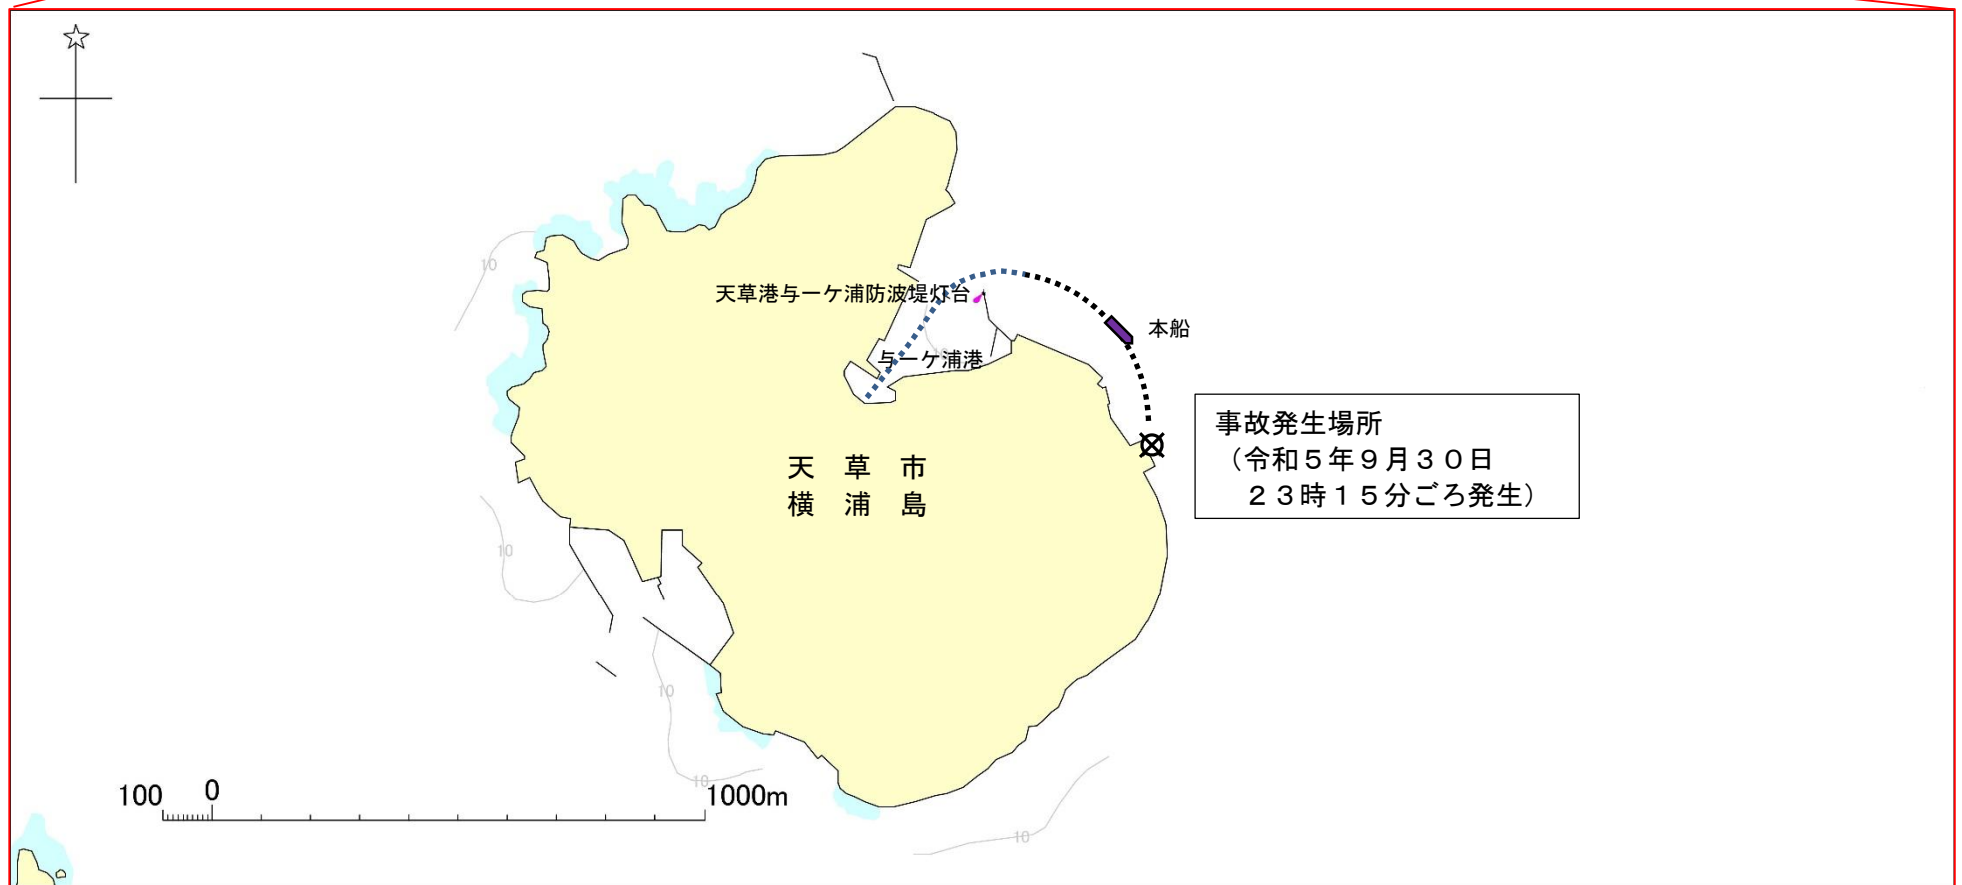 10
天草港与一ケ浦防波堤灯台
本船
与一ケ浦港
10
事故発生場所
（令和５年９月３０日
２３時１５分ごろ発生）
天 草 市
横 浦 島
10
10
10
100 0 1000m
10